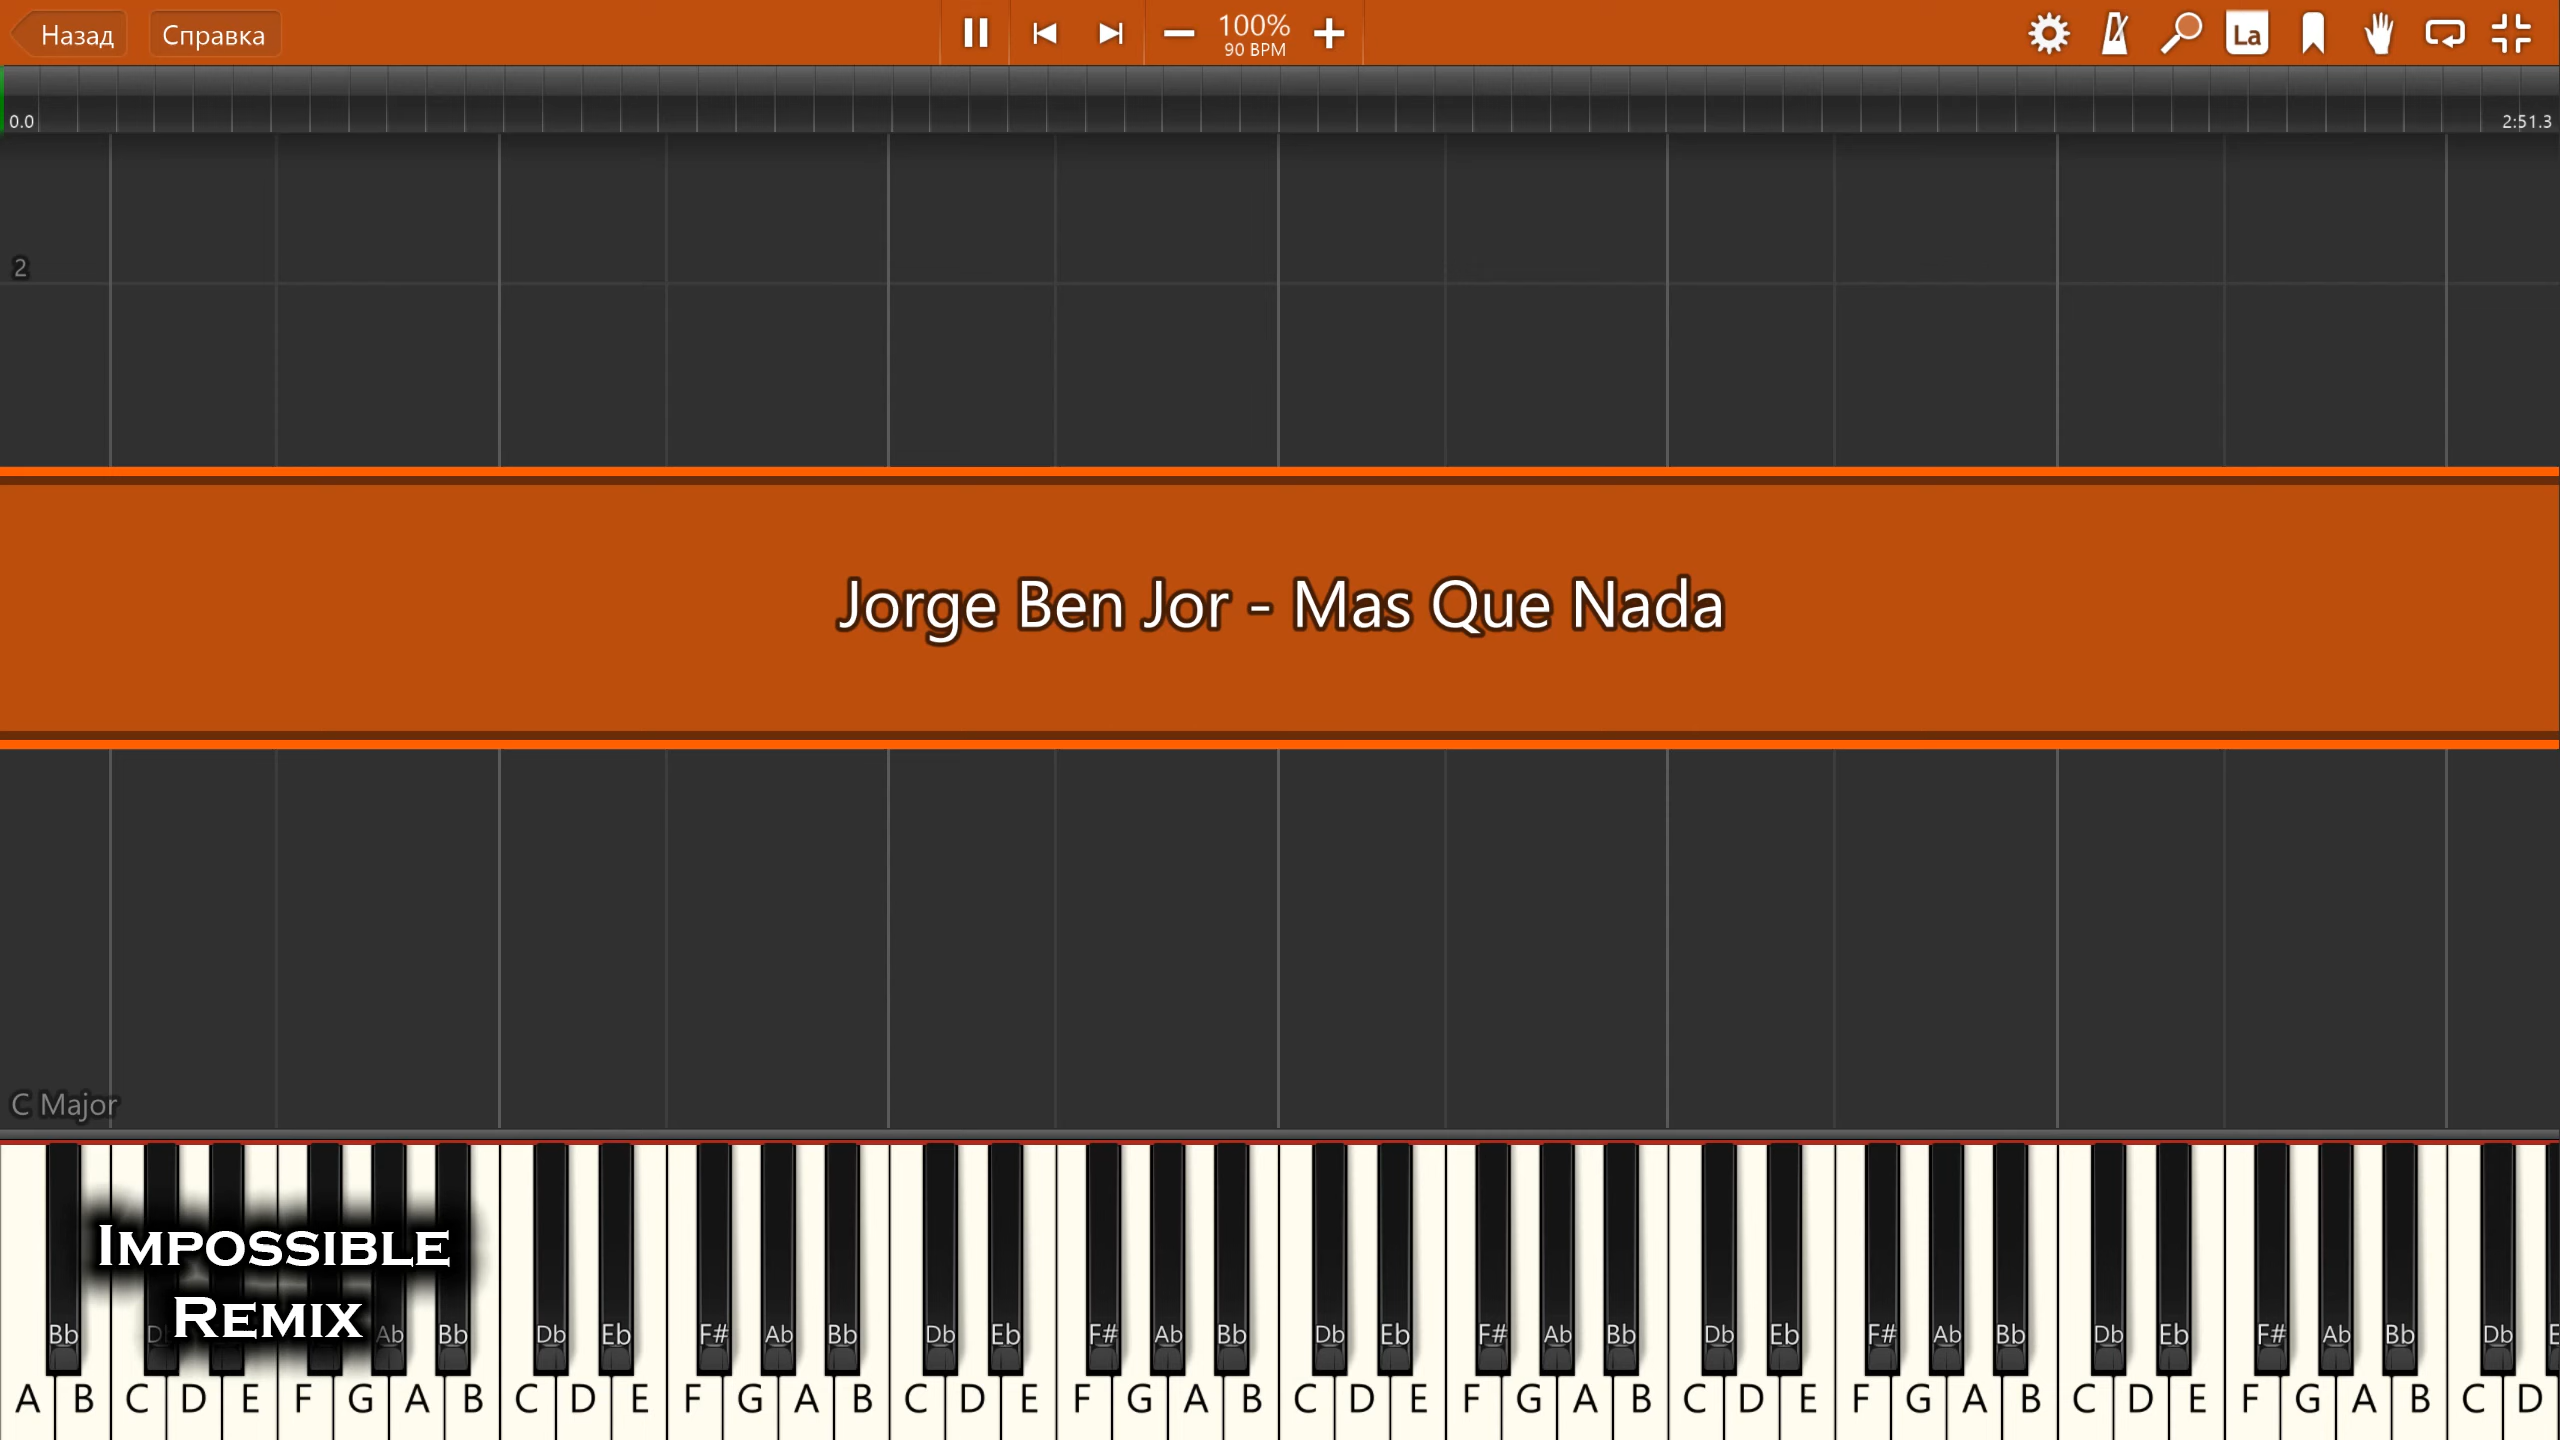 Назад Справка 100%
90 BPM
La
0.0 2:51.3
2
Jorge Ben Jor - Mas Que Nada
C Major
IMPOSSIBLE
REMIX
Bb Ab Bb Db Eb F# Ab Bb Db Eb F# Ab Bb Db Eb F# Ab Bb Db Eb F# Ab Bb Db Eb F# Ab Bb Db
A B C D E F G A B C D E F G A B C D E F G A B C D E F G A B C D E F G A B C D E F G A B C D